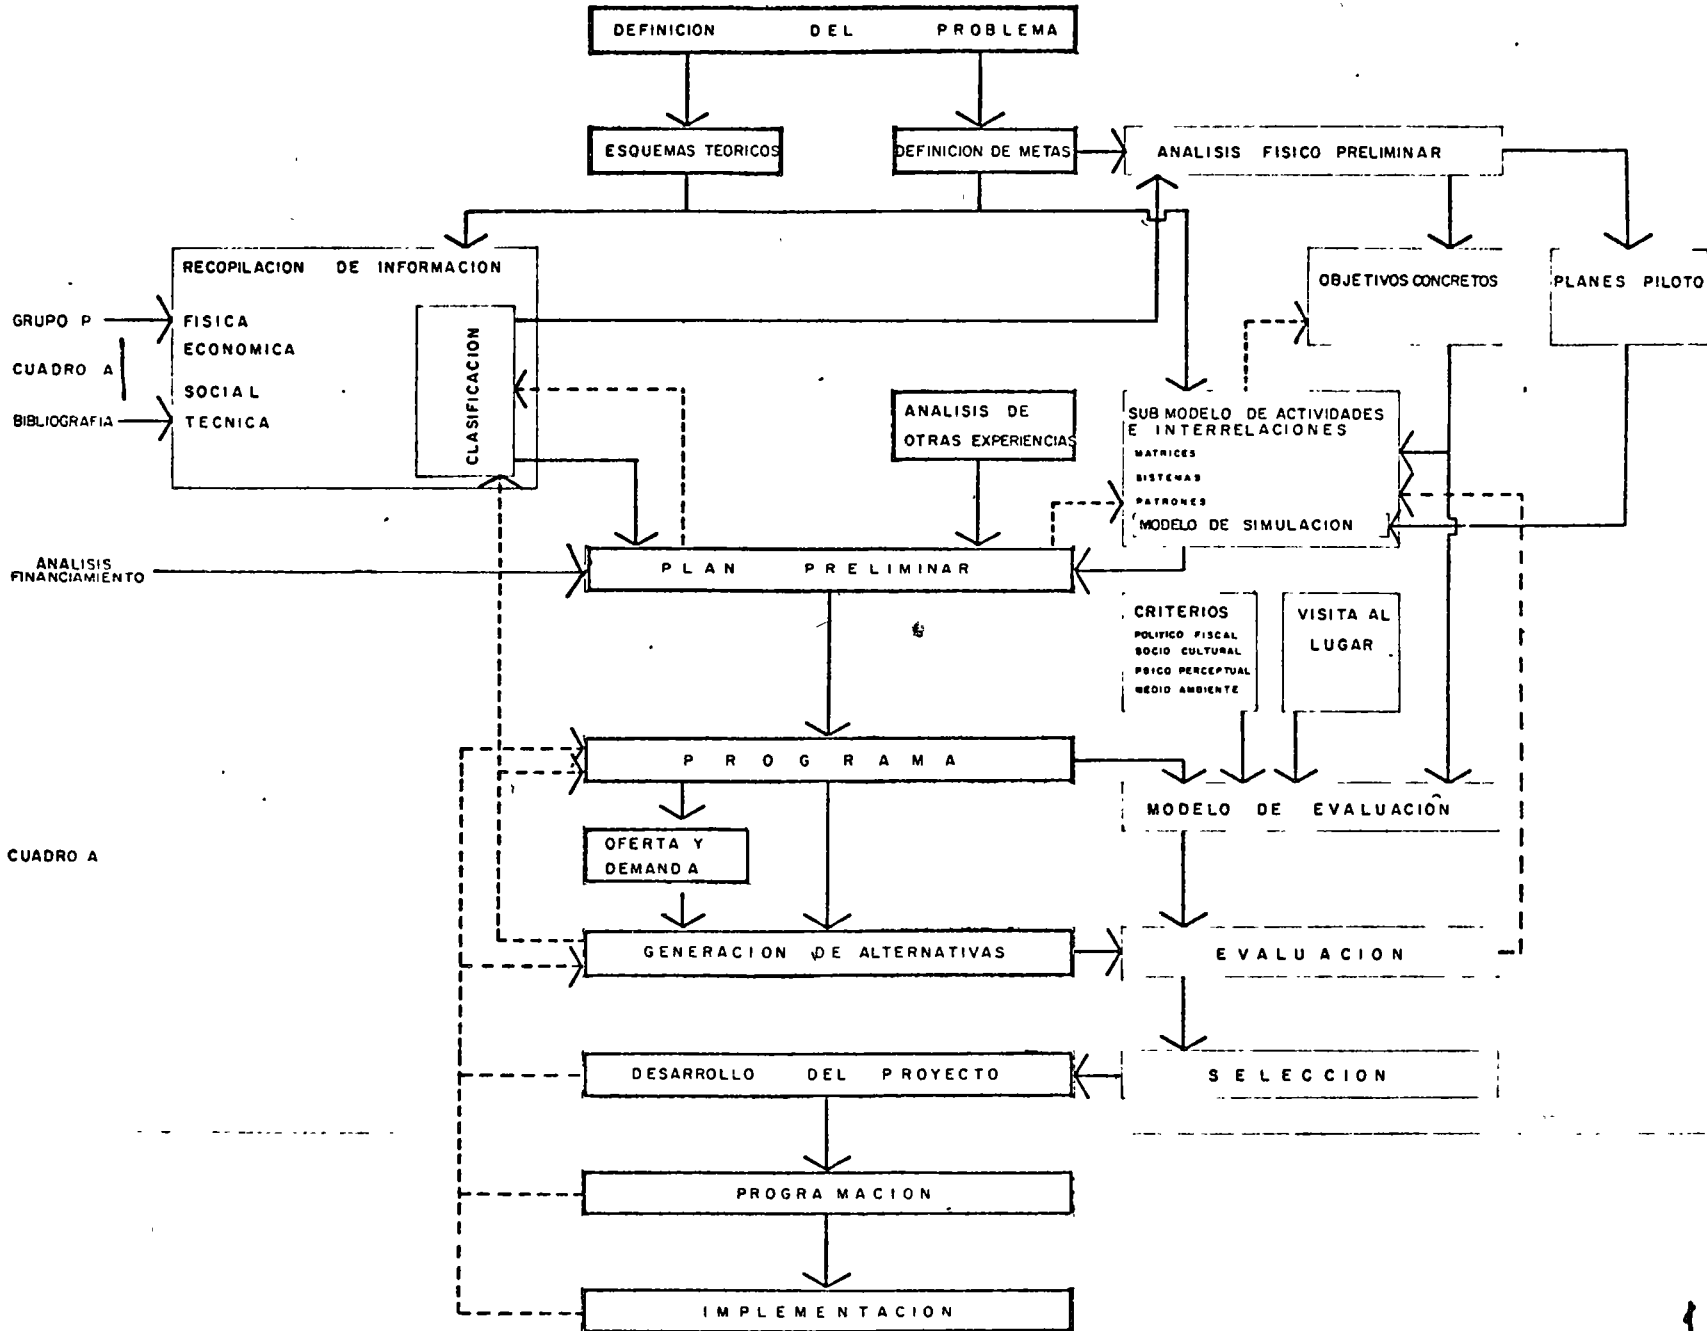 DEFINICION DEL PROBLEMA
ESQUEMAS TEÓRICOS
DEFINICION DE METAS
ANALISIS FISICO PRELIMINAR
RECOPILACION DE INFORMACION
OBJETIVOS CONCRETOS
PLANES PILOTO
GRUPO P
FISICA
ECONOMICA
CUADRO A
SOCIAL
BIBLIOGRAFIA
TECNICA
CLASIFICACION
ANALISIS DE
OTRAS EXPERIENCIAS
SUB MODELO DE ACTIVIDADES
E INTERRELACIONES
MATRICES
SISTEMAS
PATRONES
MODELO DE SIMULACION
ANALISIS
FINANCIAMIENTO
PLAN PRELIMINAR
CRITERIOS
POLITICO FISCAL
SOCIO CULTURAL
PSICO PERCEPTUAL
MEDIO AMBIENTE
VISITA AL
LUGAR
PROGRAMA
MODELO DE EVALUACIÓN
OFERTA Y
DEMANDA
CUADRO A
GENERACION DE ALTERNATIVAS
EVALUACION
DESARROLLO DEL PROYECTO
SELECCION
PROGRAMACION
IMPLEMENTACION